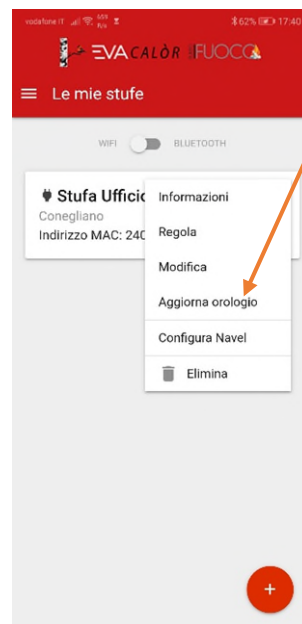 vodafone IT
62% 17:40
EVA CALÒR FUOCO
Le mie stufe
WIFI BLUETOOTH
Stufa Uffici
Conegliano
Indirizzo MAC: 240
Informazioni
Regola
Modifica
Aggiorna orologio
Configura Navel
Elimina
+